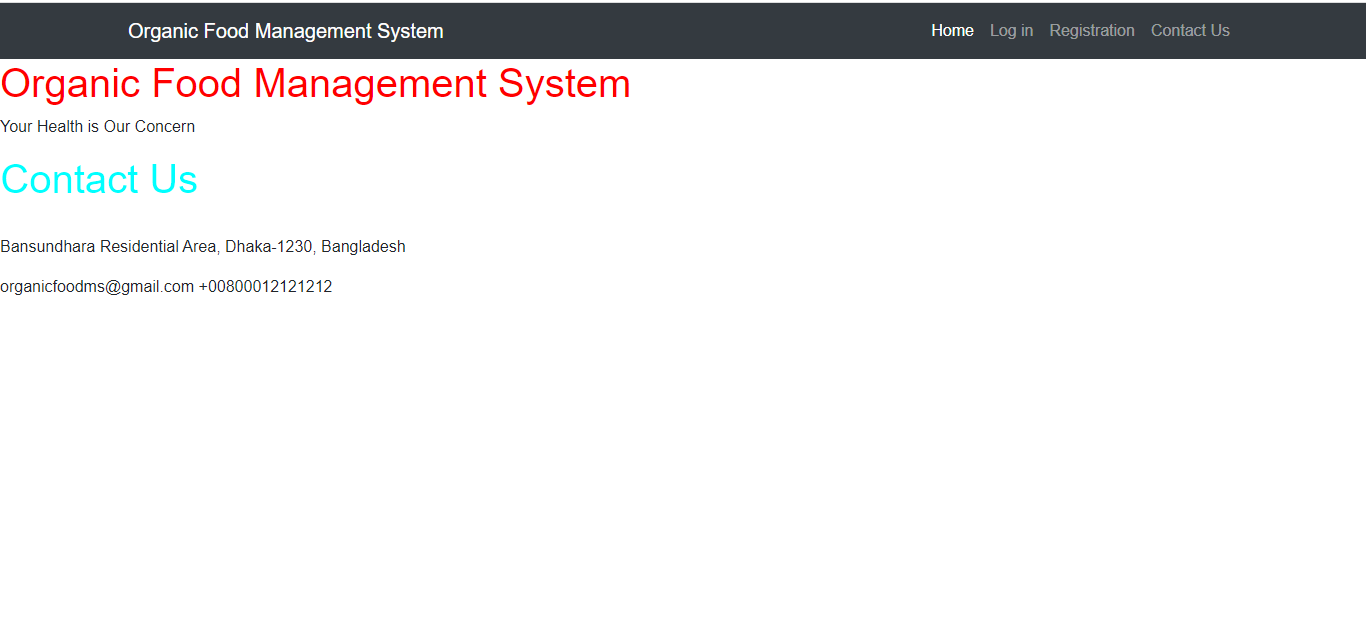 Organic Food Management System Home Log in Registration Contact Us
Organic Food Management System
Your Health is Our Concern
Contact Us
Bansundhara Residential Area, Dhaka-1230, Bangladesh
organicfoodms@gmail.com +00800012121212